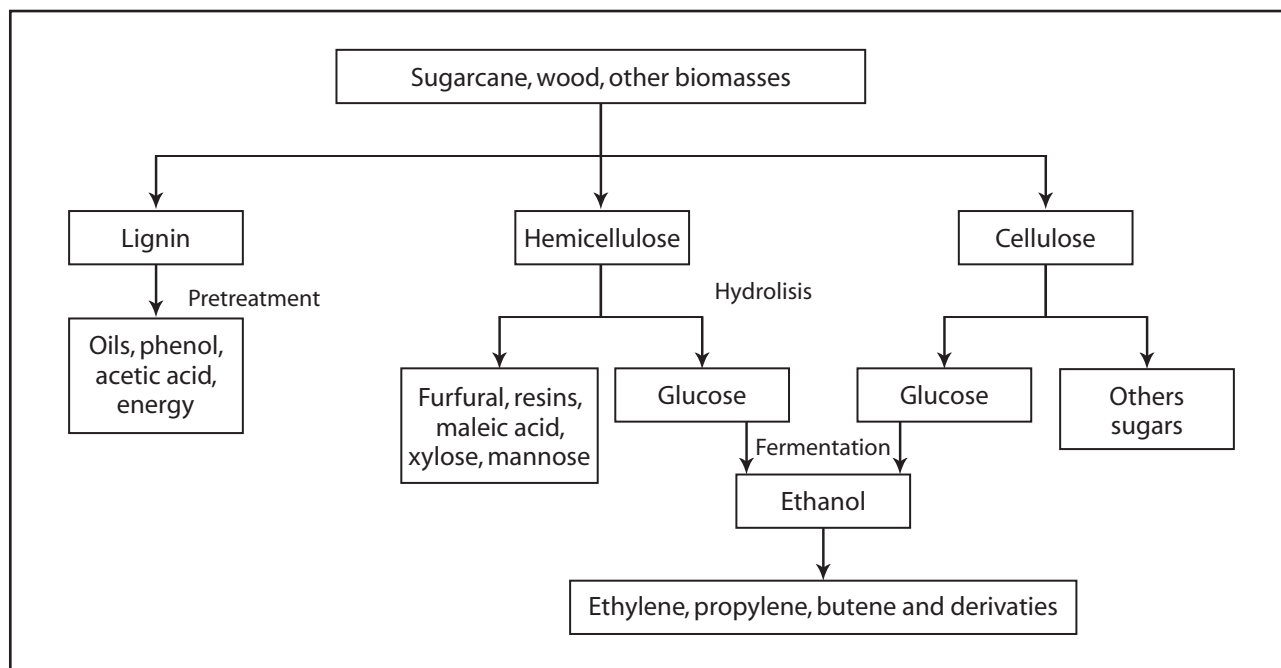 Sugarcane, wood, other biomasses
Lignin
Hemicellulose
Cellulose
Pretreatment
Hydrolisis
Oils, phenol,
acetic acid,
energy
Furfural, resins,
maleic acid,
xylose, mannose
Glucose
Glucose
Others
sugars
Fermentation
Ethanol
Ethylene, propylene, butene and derivaties